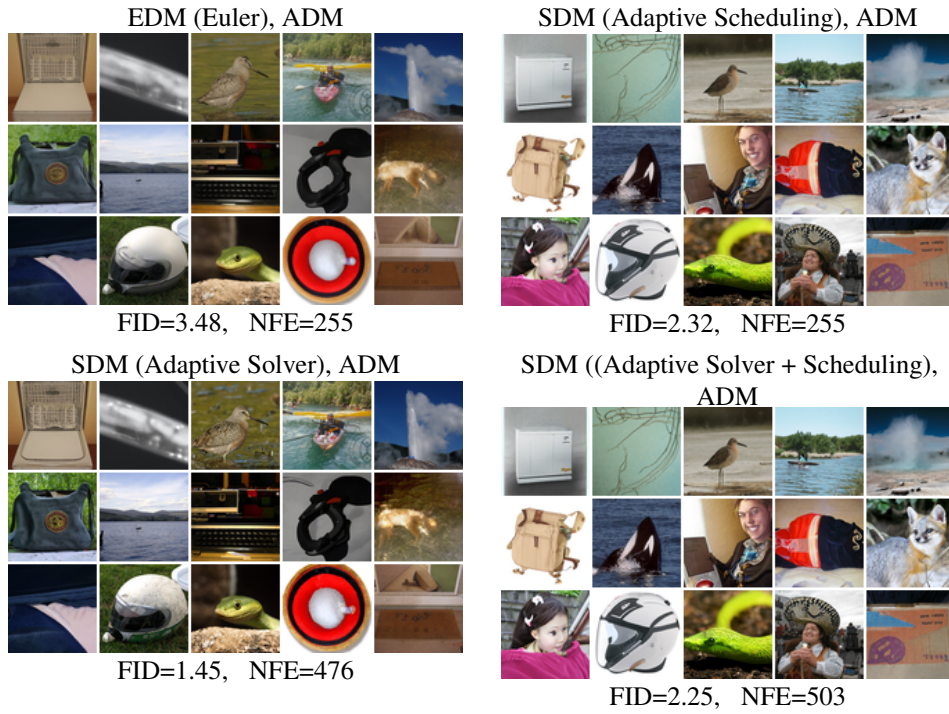 EDM (Euler), ADM
SDM (Adaptive Scheduling), ADM
FID=3.48, NFE=255
FID=2.32, NFE=255
SDM (Adaptive Solver), ADM
SDM ((Adaptive Solver + Scheduling),
ADM
FID=1.45, NFE=476
FID=2.25, NFE=503